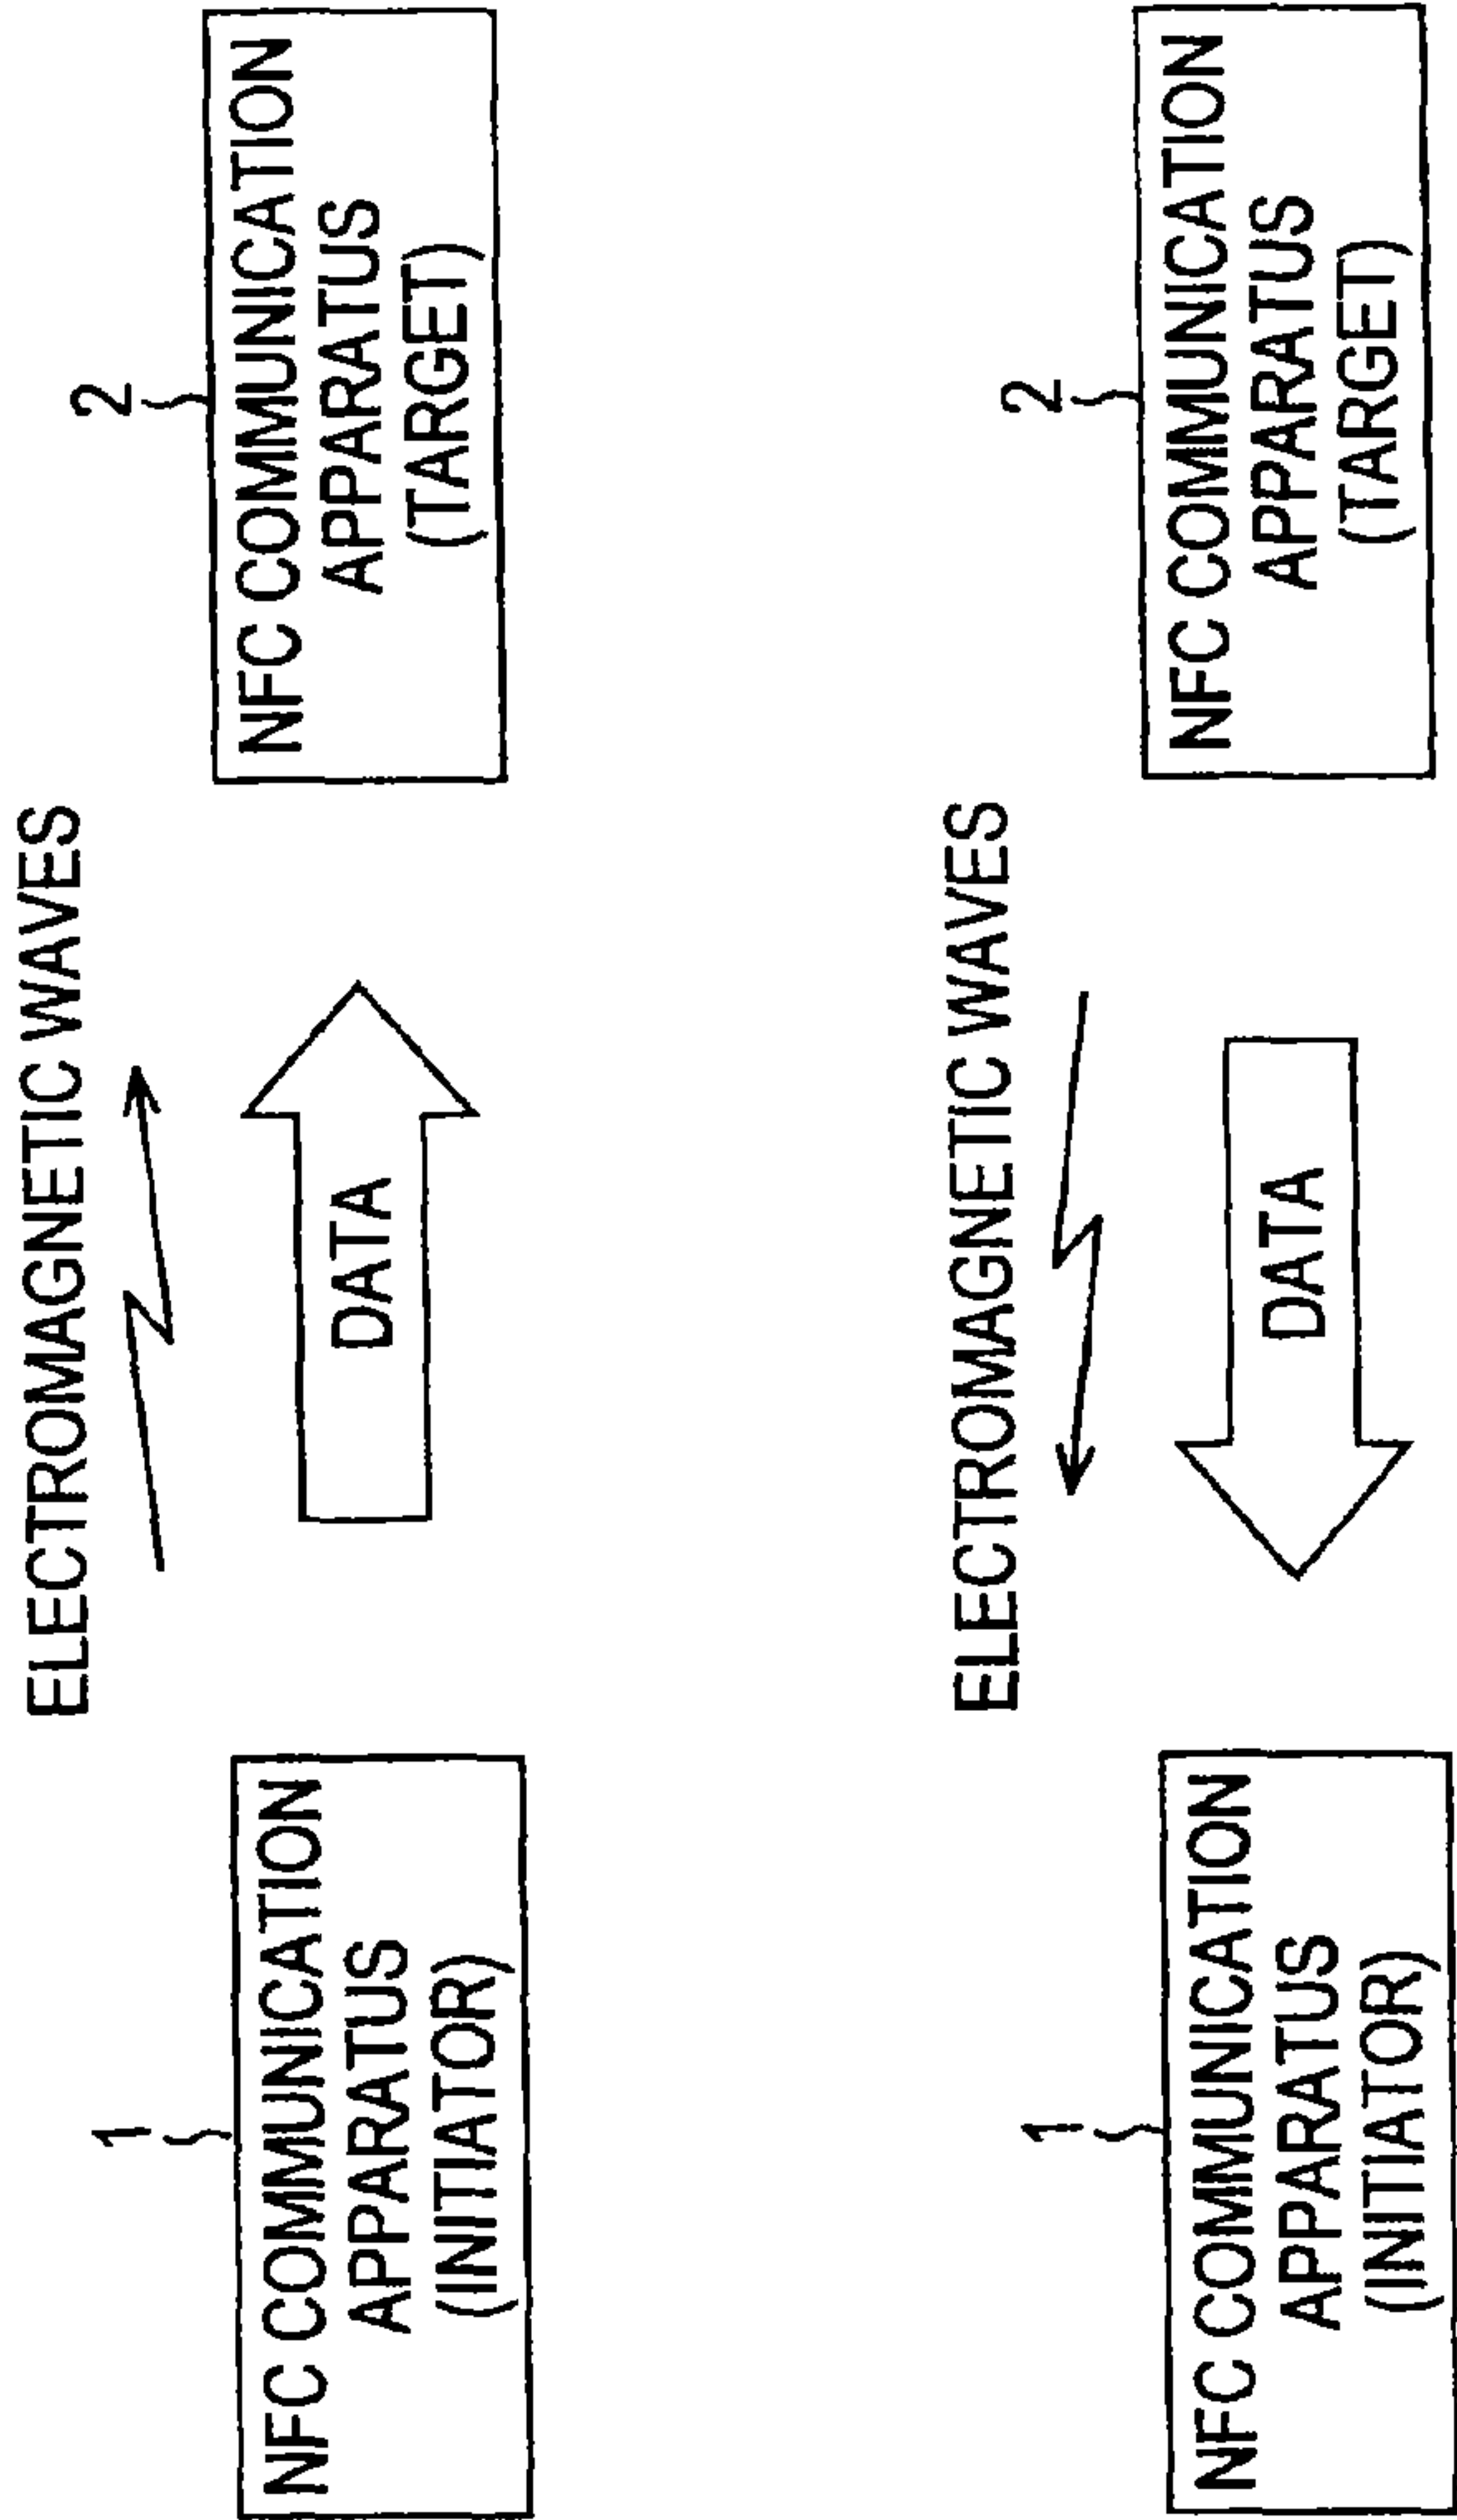 ELECTROMAGNETIC WAVES
1
2
NFC COMMUNICATION
APPARATUS
(INITIATOR)
DATA
NFC COMMUNICATION
APPARATUS
(TARGET)
ELECTROMAGNETIC WAVES
1
2
NFC COMMUNICATION
APPARATUS
(INITIATOR)
DATA
NFC COMMUNICATION
APPARATUS
(TARGET)